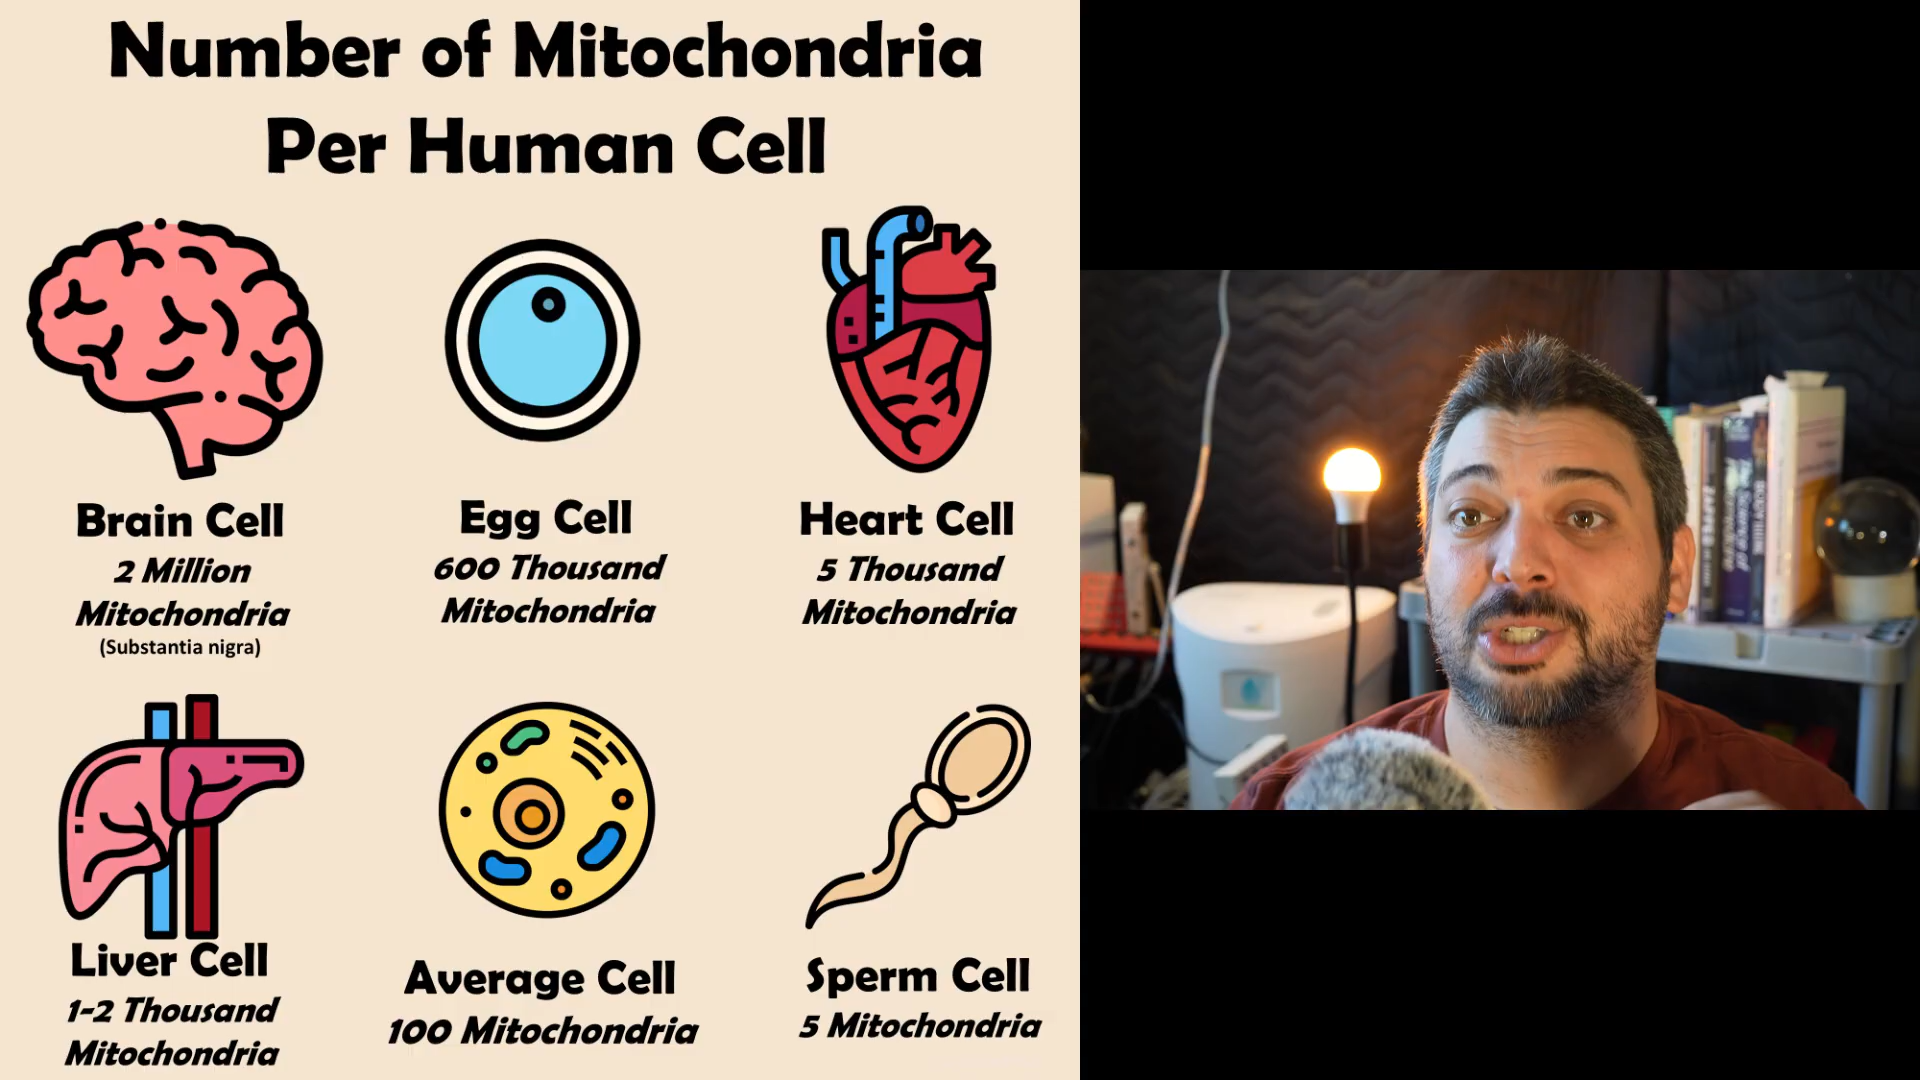 Number of Mitochondria
Per Human Cell
Brain Cell
2 Million
Mitochondria
(Substantia nigra)
Egg Cell
600 Thousand
Mitochondria
Heart Cell
5 Thousand
Mitochondria
Liver Cell
1-2 Thousand
Mitochondria
Average Cell
100 Mitochondria
Sperm Cell
5 Mitochondria